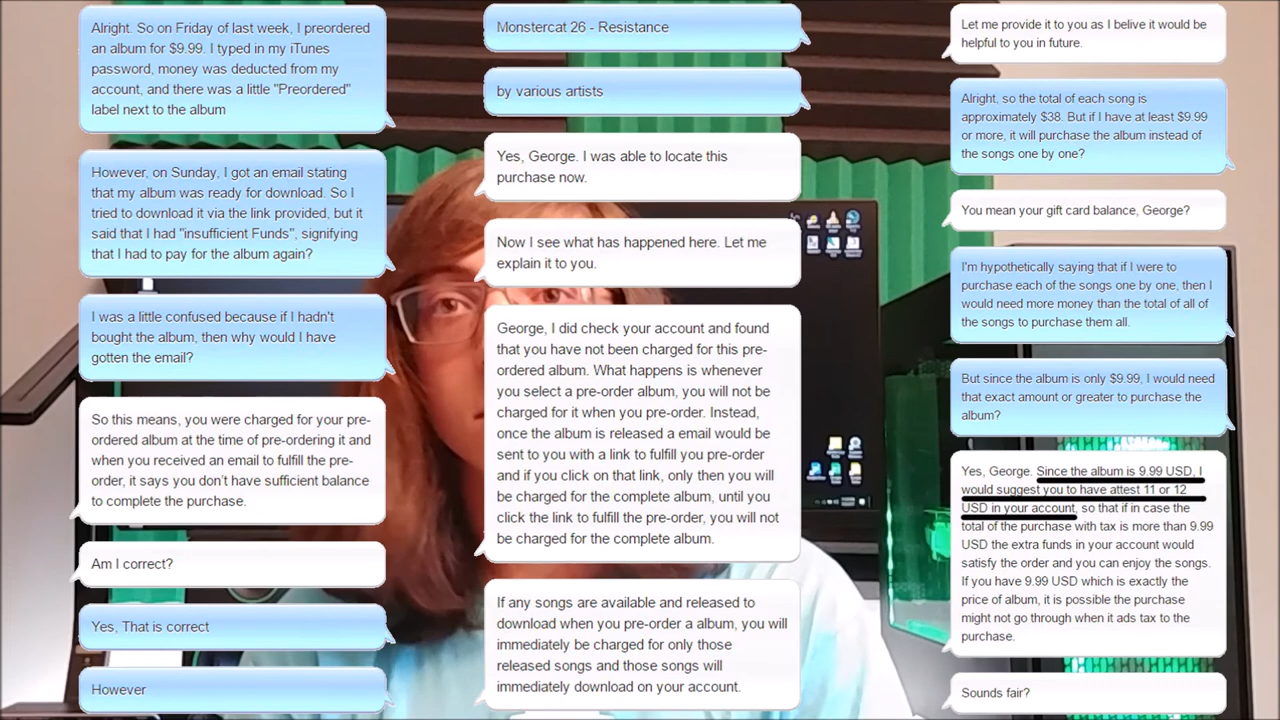 Alright. So on Friday of last week, I preordered
an album for $9.99. I typed in my iTunes
password, money was deducted from my
account, and there was a little "Preordered"
label next to the album
However, on Sunday, I got an email stating
that my album was ready for download. So I
tried to download it via the link provided, but it
said that I had "insufficient Funds", signifying
that I had to pay for the album again?
I was a little confused because if I hadn't
bought the album, then why would I have
gotten the email?
So this means, you were charged for your pre-
ordered album at the time of pre-ordering it and
when you received an email to fulfill the pre-
order, it says you don't have sufficient balance
to complete the purchase.
Am I correct?
Yes, That is correct
However
Monstercat 26 - Resistance
by various artists
Yes, George. I was able to locate this
purchase now.
Now I see what has happened here. Let me
explain it to you.
George, I did check your account and found
that you have not been charged for this pre-
ordered album. What happens is whenever
you select a pre-order album, you will not be
charged for it when you pre-order. Instead,
once the album is released a email would be
sent to you with a link to fulfill you pre-order
and if you click on that link, only then you will
be charged for the complete album, until you
click the link to fulfill the pre-order, you will not
be charged for the complete album.
If any songs are available and released to
download when you pre-order a album, you will
immediately be charged for only those
released songs and those songs will
immediately download on your account.
Let me provide it to you as I belive it would be
helpful to you in future.
Alright, so the total of each song is
approximately $38. But if I have at least $9.99
or more, it will purchase the album instead of
the songs one by one?
You mean your gift card balance, George?
I'm hypothetically saying that if I were to
purchase each of the songs one by one, then I
would need more money than the total of all of
the songs to purchase them all.
But since the album is only $9.99, I would need
that exact amount or greater to purchase the
album?
Yes, George. Since the album is 9.99 USD, I
would suggest you to have attest 11 or 12
USD in your account, so that if in case the
total of the purchase with tax is more than 9.99
USD the extra funds in your account would
satisfy the order and you can enjoy the songs.
If you have 9.99 USD which is exactly the
price of album, it is possible the purchase
might not go through when it ads tax to the
purchase.
Sounds fair?